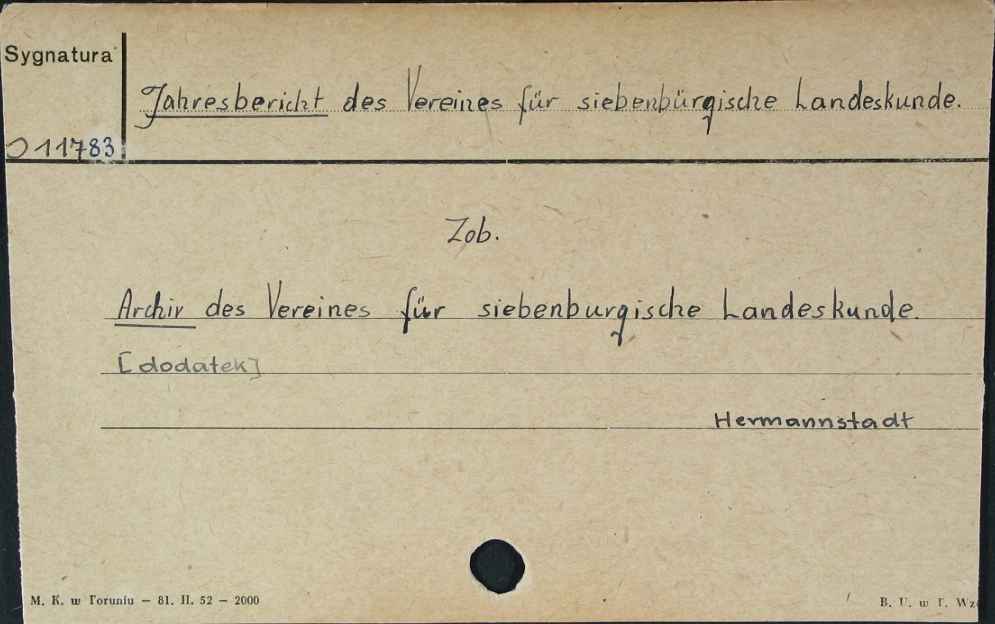 Sygnatura
Jahresbericht des Vereines für siebenbürgische Landeskunde.
O 11783
Zob.
Archiv des Vereines für siebenburgische Landeskunde.
[dodatek]
Hermannstadt
M. K. w Toruniu — 81. II. 52 — 2000
B. U. w T.